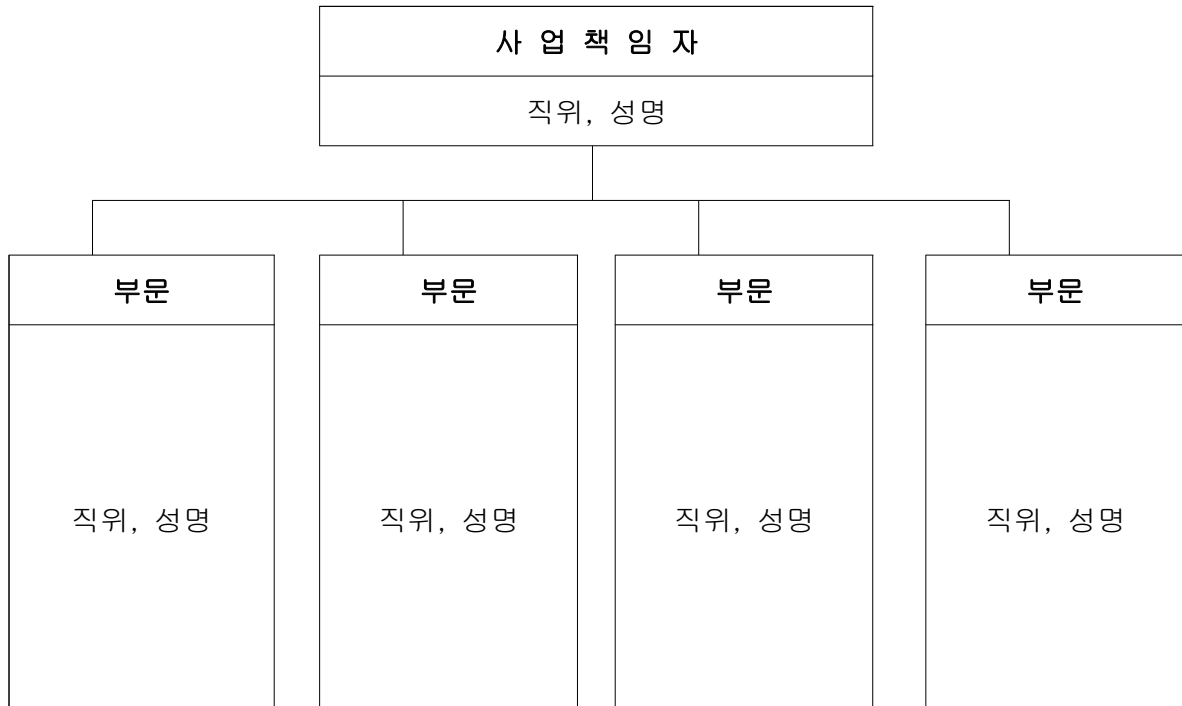 사 업 책 임 자
직위, 성명
부문 부문 부문 부문
직위, 성명 직위, 성명 직위, 성명 직위, 성명